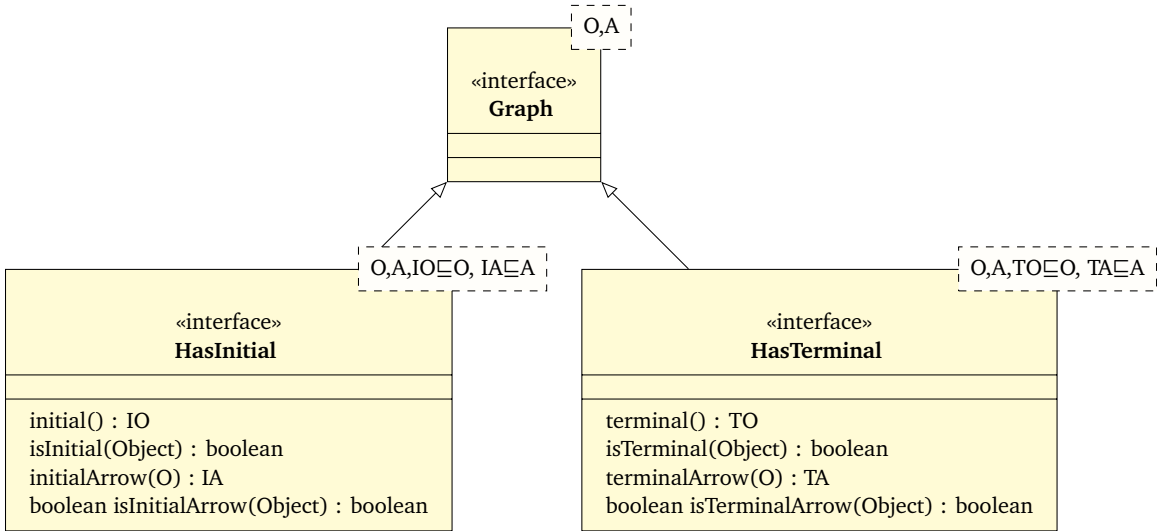 O,A
«interface»
Graph
O,A,IO⊑O, IA⊑A
«interface»
HasInitial
initial() : IO
isInitial(Object) : boolean
initialArrow(O) : IA
boolean isInitialArrow(Object) : boolean
O,A,TO⊑O, TA⊑A
«interface»
HasTerminal
terminal() : TO
isTerminal(Object) : boolean
terminalArrow(O) : TA
boolean isTerminalArrow(Object) : boolean